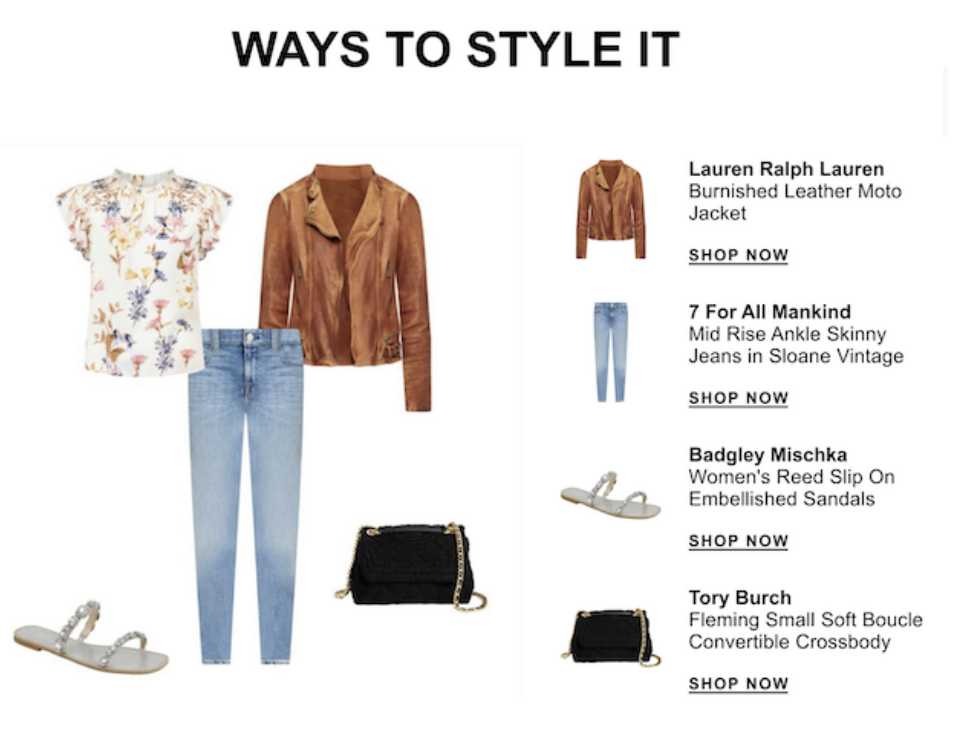 WAYS TO STYLE IT
Lauren Ralph Lauren
Burnished Leather Moto
Jacket
SHOP NOW
7 For All Mankind
Mid Rise Ankle Skinny
Jeans in Sloane Vintage
SHOP NOW
Badgley Mischka
Women's Reed Slip On
Embellished Sandals
SHOP NOW
Tory Burch
Fleming Small Soft Boucle
Convertible Crossbody
SHOP NOW